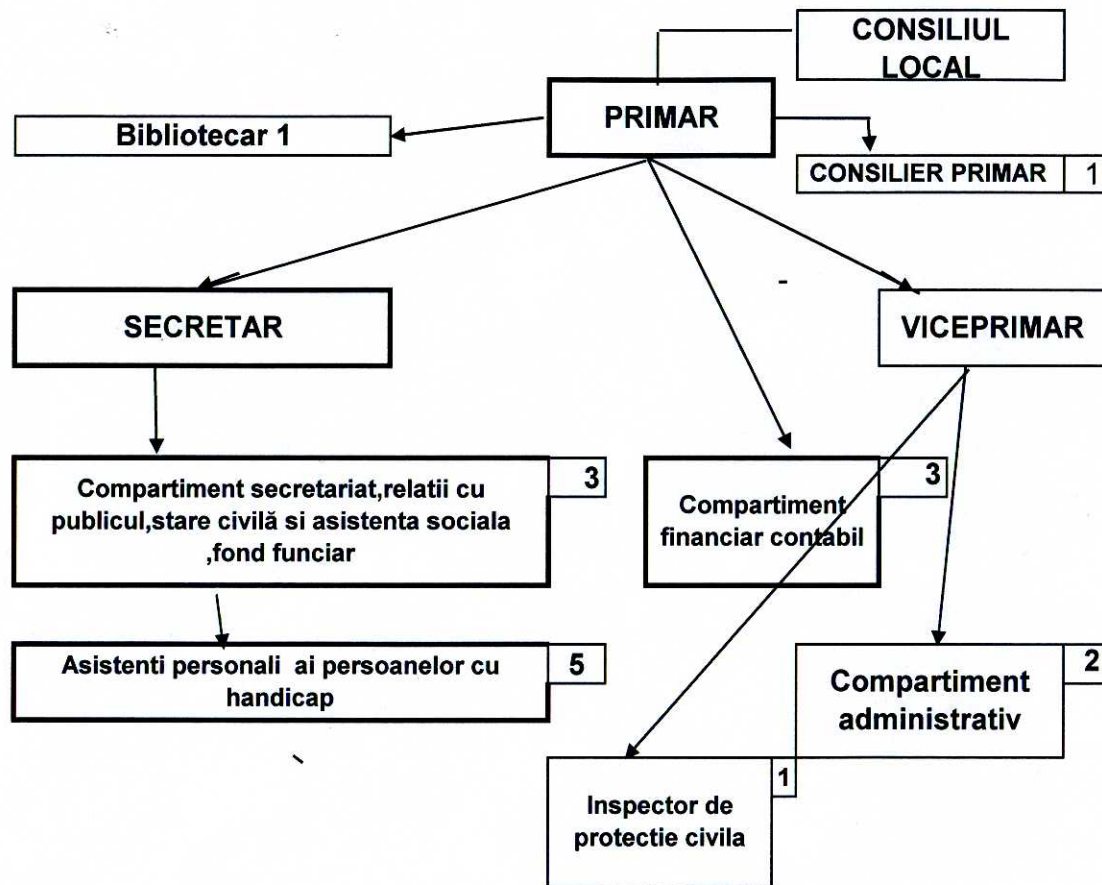 CONSILIUL
LOCAL
PRIMAR
Bibliotecar 1
CONSILIER PRIMAR 1
SECRETAR
VICEPRIMAR
Compartiment secretariat,relatii cu
publicul,stare civilă si asistenta sociala
,fond funciar
3
Compartiment
financiar contabil
3
Asistenti personali ai persoanelor cu
handicap
5
Compartiment
administrativ
2
Inspector de
protectie civila
1